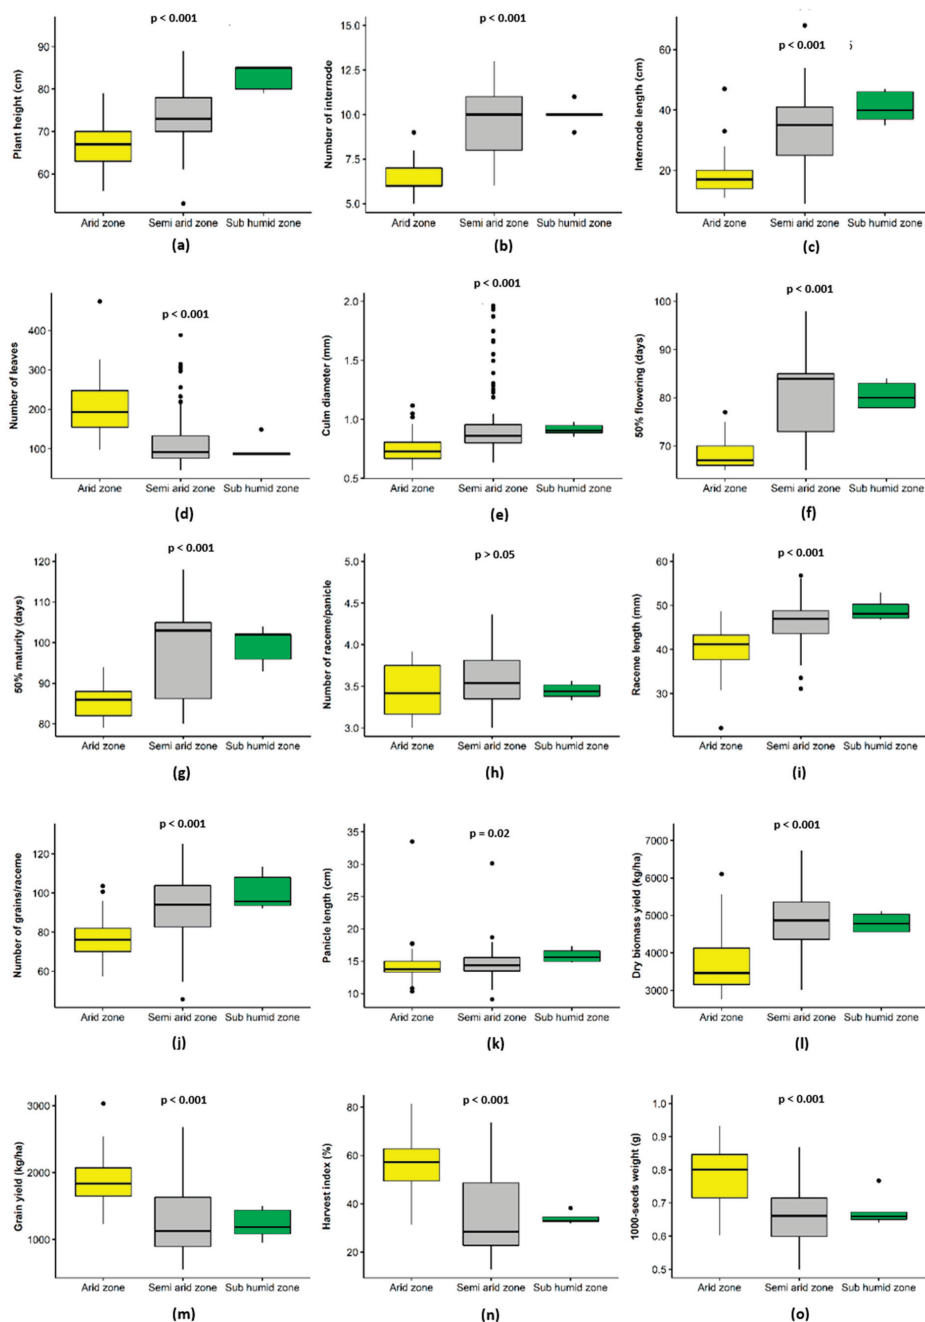 p < 0.001
Plant height (cm)
90
80
70
60
Arid zone Semi arid zone Sub humid zone
(a)
p < 0.001
Number of internode
15.0
12.5
10.0
7.5
5.0
Arid zone Semi arid zone Sub humid zone
(b)
p < 0.001
Internode length (cm)
60
40
20
Arid zone Semi arid zone Sub humid zone
(c)
p < 0.001
Number of leaves
400
300
200
100
Arid zone Semi arid zone Sub humid zone
(d)
p < 0.001
Culm diameter (mm)
2.0
1.5
1.0
0.5
Arid zone Semi arid zone Sub humid zone
(e)
p < 0.001
50% flowering (days)
100
90
80
70
Arid zone Semi arid zone Sub humid zone
(f)
p < 0.001
50% maturity (days)
120
110
100
90
80
Arid zone Semi arid zone Sub humid zone
(g)
p > 0.05
Number of raceme/panicle
5.0
4.5
4.0
3.5
3.0
Arid zone Semi arid zone Sub humid zone
(h)
p < 0.001
Raceme length (mm)
60
50
40
30
Arid zone Semi arid zone Sub humid zone
(i)
p < 0.001
Number of grains/raceme
120
100
80
60
Arid zone Semi arid zone Sub humid zone
(j)
p = 0.02
Panicle length (cm)
35
30
25
20
15
10
Arid zone Semi arid zone Sub humid zone
(k)
p < 0.001
Dry biomass yield (kg/ha)
7000
6000
5000
4000
3000
Arid zone Semi arid zone Sub humid zone
(l)
p < 0.001
Grain yield (kg/ha)
3000
2000
1000
Arid zone Semi arid zone Sub humid zone
(m)
p < 0.001
Harvest index (%)
80
60
40
20
Arid zone Semi arid zone Sub humid zone
(n)
p < 0.001
1000-seeds weight (g)
1.0
0.9
0.8
0.7
0.6
0.5
Arid zone Semi arid zone Sub humid zone
(o)